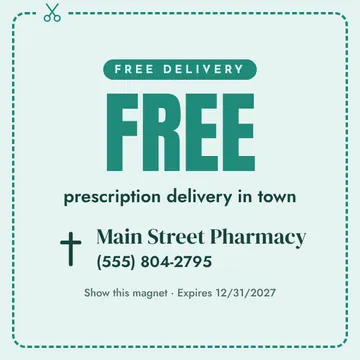 FREE DELIVERY
FREE
prescription delivery in town
Main Street Pharmacy
(555) 804-2795
Show this magnet · Expires 12/31/2027